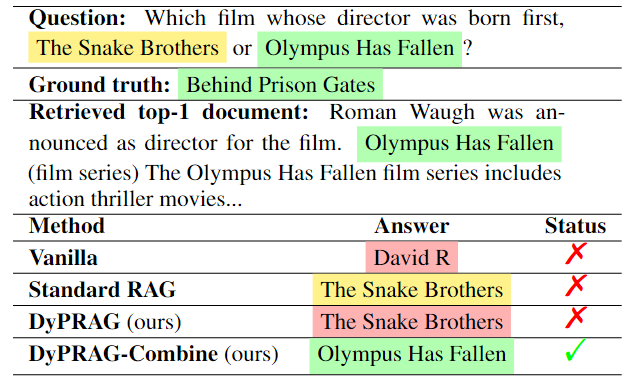 Question: Which film whose director was born first,
The Snake Brothers or Olympus Has Fallen ?
Ground truth: Behind Prison Gates
Retrieved top-1 document: Roman Waugh was an-
nounced as director for the film. Olympus Has Fallen
(film series) The Olympus Has Fallen film series includes
action thriller movies...
Method Answer Status
Vanilla David R ✗
Standard RAG The Snake Brothers ✗
DyPRAG (ours) The Snake Brothers ✗
DyPRAG-Combine (ours) Olympus Has Fallen ✓